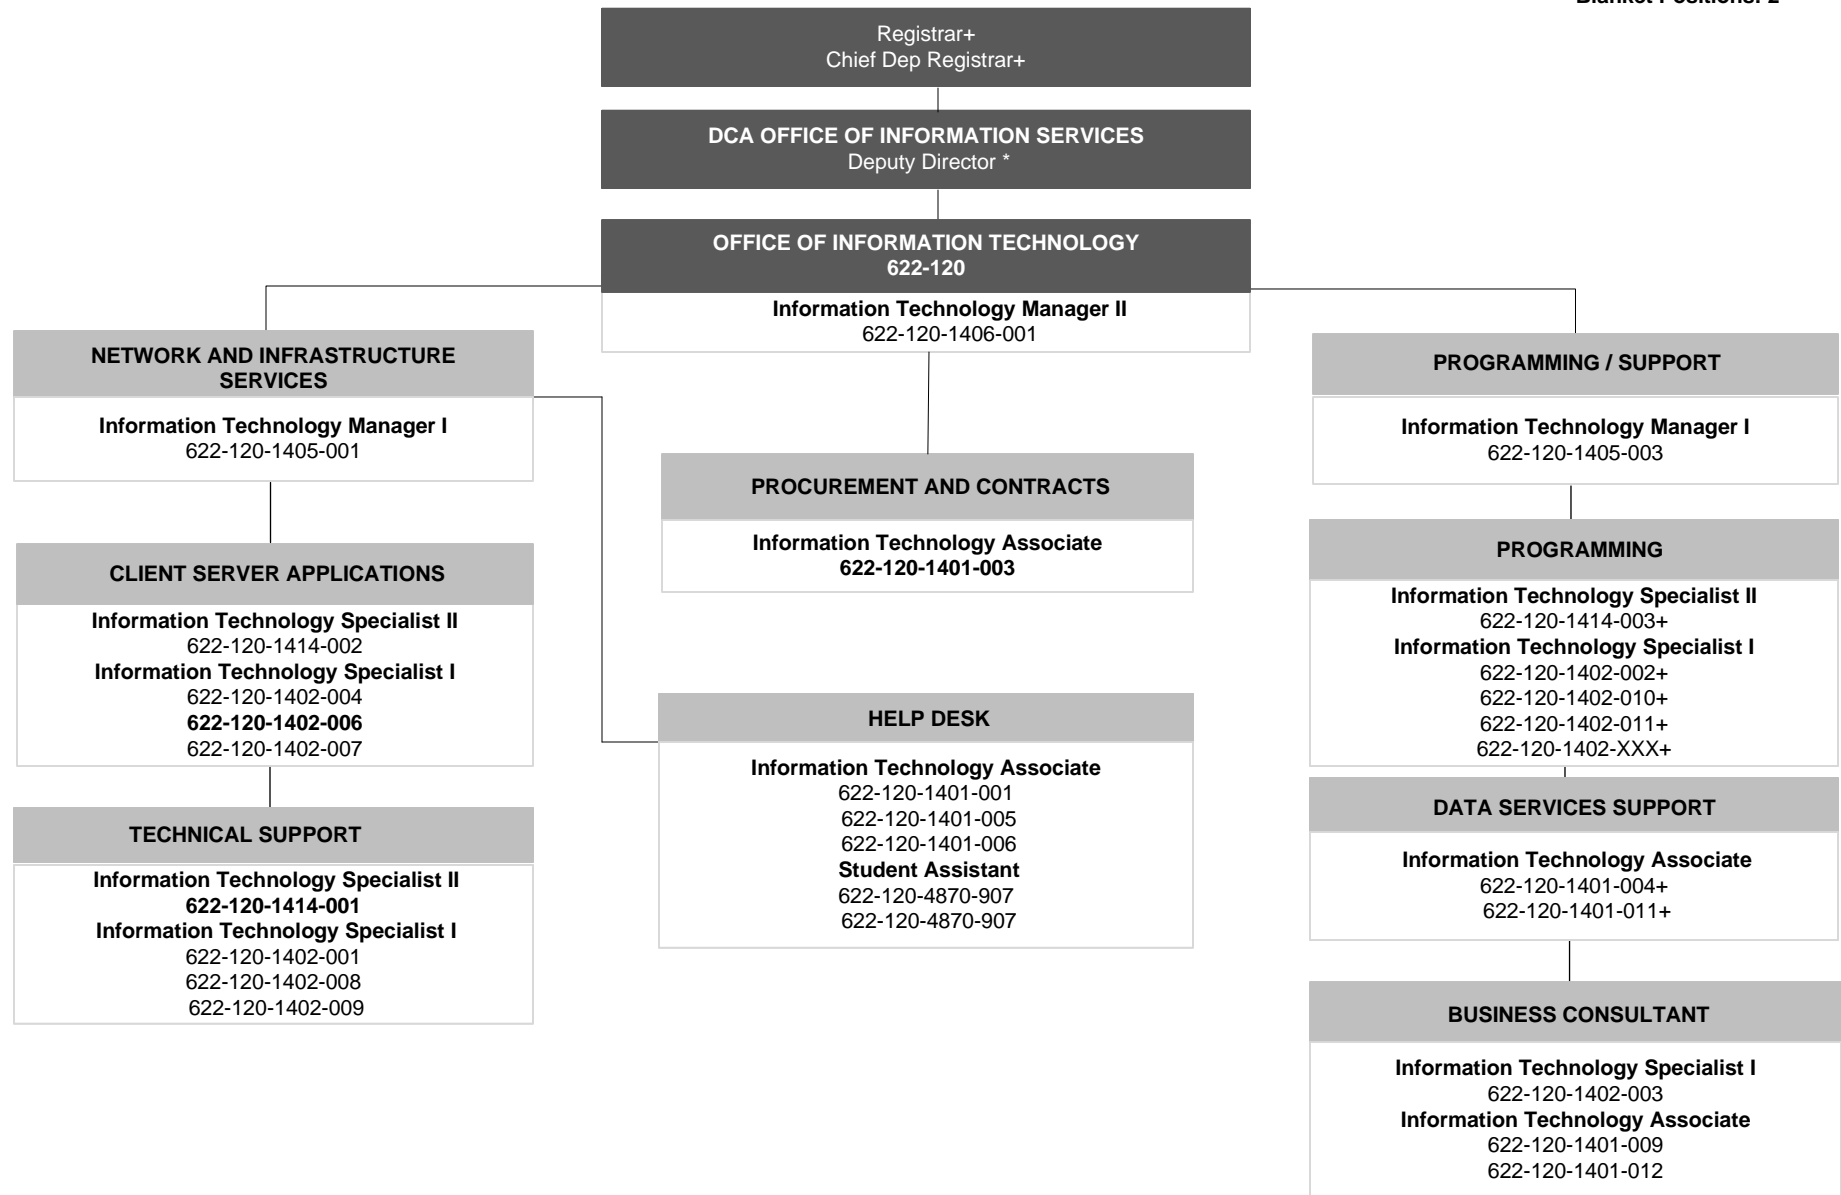 Blanket Positions: 2
Registrar+
Chief Dep Registrar+
DCA OFFICE OF INFORMATION SERVICES
Deputy Director *
OFFICE OF INFORMATION TECHNOLOGY
622-120
Information Technology Manager II
622-120-1406-001
NETWORK AND INFRASTRUCTURE
SERVICES
Information Technology Manager I
622-120-1405-001
CLIENT SERVER APPLICATIONS
Information Technology Specialist II
622-120-1414-002
Information Technology Specialist I
622-120-1402-004
622-120-1402-006
622-120-1402-007
TECHNICAL SUPPORT
Information Technology Specialist II
622-120-1414-001
Information Technology Specialist I
622-120-1402-001
622-120-1402-008
622-120-1402-009
PROCUREMENT AND CONTRACTS
Information Technology Associate
622-120-1401-003
HELP DESK
Information Technology Associate
622-120-1401-001
622-120-1401-005
622-120-1401-006
Student Assistant
622-120-4870-907
622-120-4870-907
PROGRAMMING / SUPPORT
Information Technology Manager I
622-120-1405-003
PROGRAMMING
Information Technology Specialist II
622-120-1414-003+
Information Technology Specialist I
622-120-1402-002+
622-120-1402-010+
622-120-1402-011+
622-120-1402-XXX+
DATA SERVICES SUPPORT
Information Technology Associate
622-120-1401-004+
622-120-1401-011+
BUSINESS CONSULTANT
Information Technology Specialist I
622-120-1402-003
Information Technology Associate
622-120-1401-009
622-120-1401-012